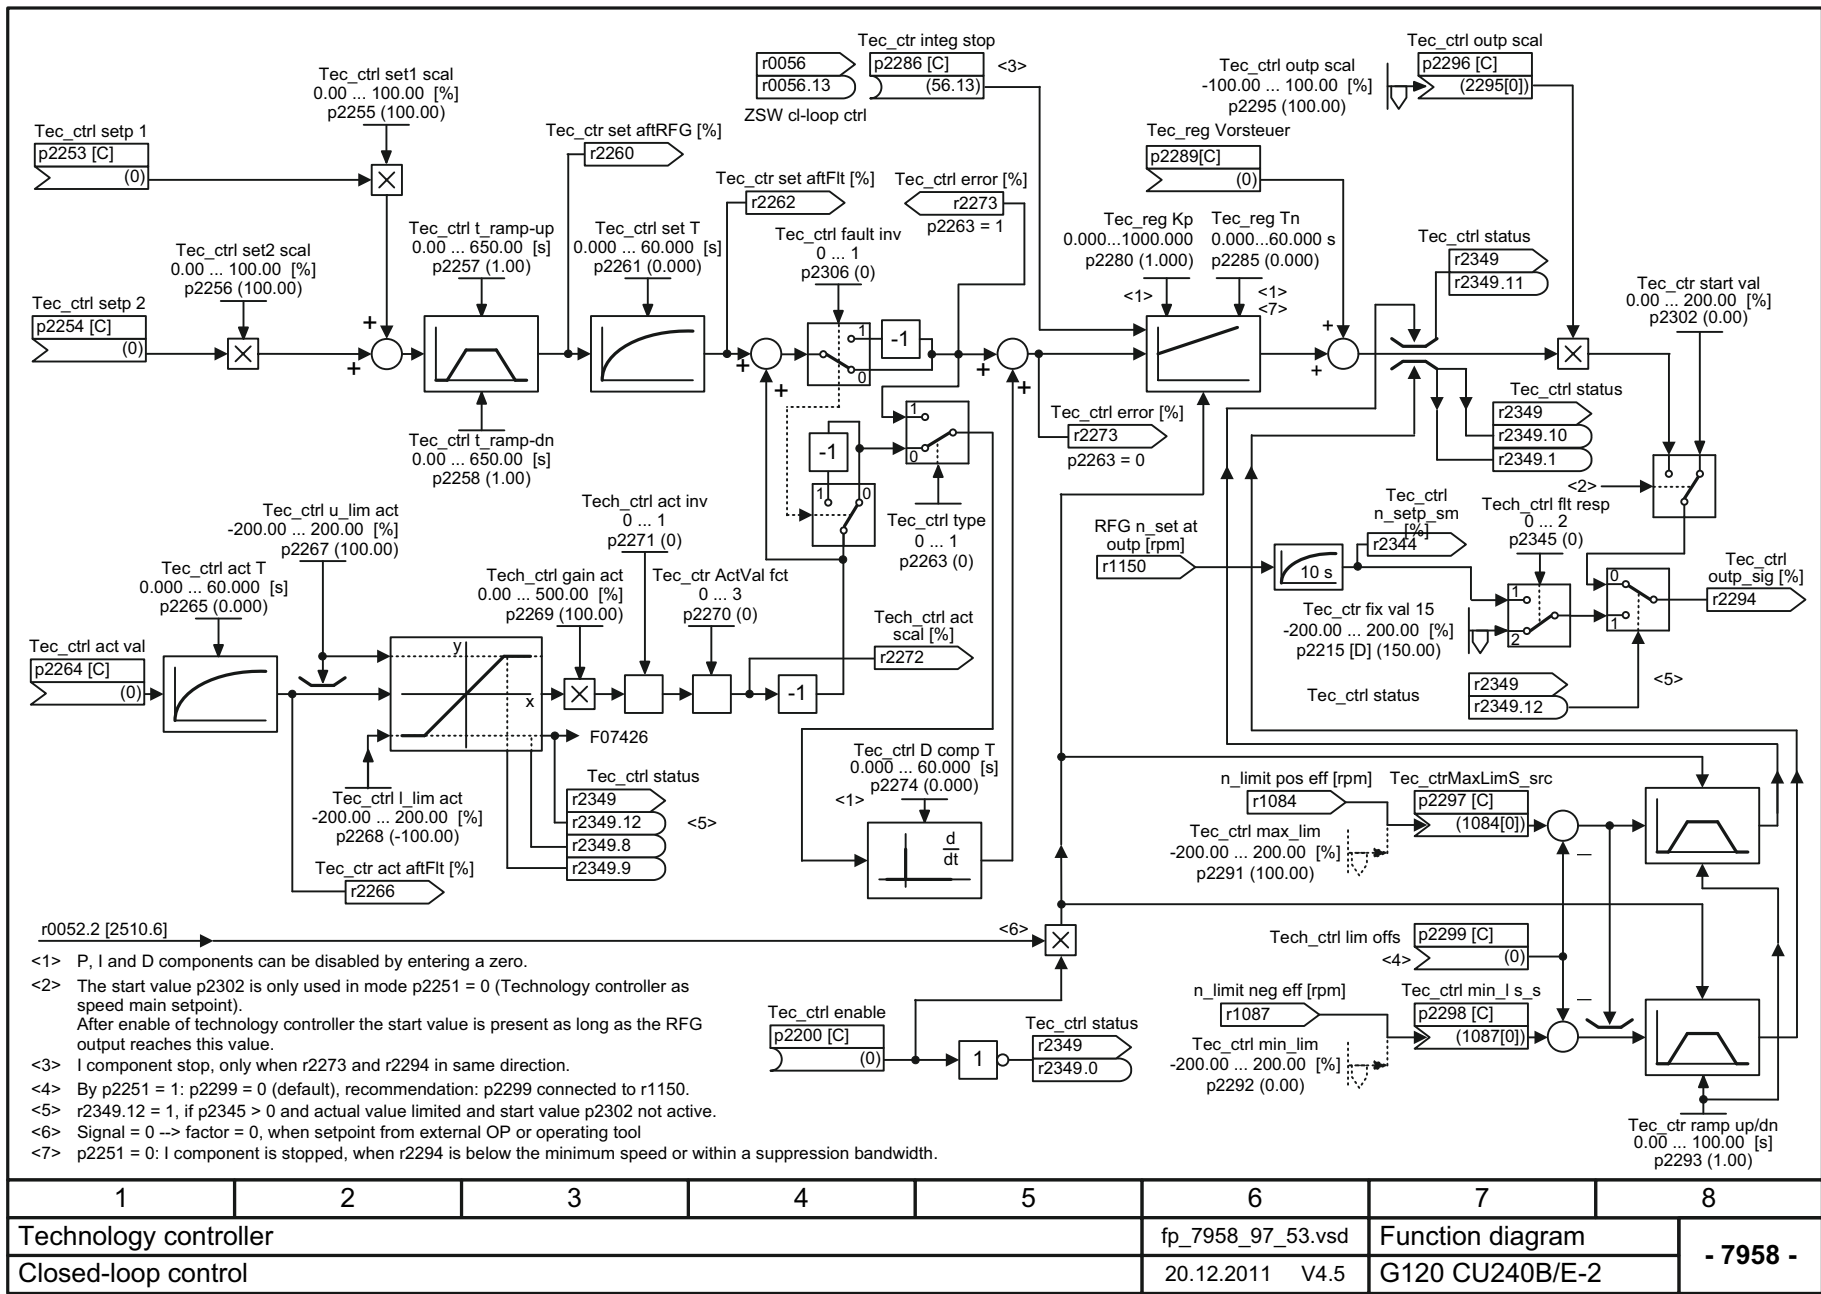 Tec_ctrl setp 1
p2253 [C]
(0)
Tec_ctrl set1 scal
0.00 ... 100.00 [%]
p2255 (100.00)
Tec_ctrl set2 scal
0.00 ... 100.00 [%]
p2256 (100.00)
Tec_ctrl setp 2
p2254 [C]
(0)
+
+
Tec_ctrl t_ramp-up
0.00 ... 650.00 [s]
p2257 (1.00)
Tec_ctrl t_ramp-dn
0.00 ... 650.00 [s]
p2258 (1.00)
Tec_ctr set aftRFG [%]
r2260
Tec_ctrl set T
0.000 ... 60.000 [s]
p2261 (0.000)
Tec_ctr set aftFlt [%]
r2262
r0056
r0056.13
ZSW cl-loop ctrl
Tec_ctr integ stop
p2286 [C]
(56.13)
<3>
Tec_ctrl error [%]
r2273
p2263 = 1
Tec_ctrl fault inv
0 ... 1
p2306 (0)
+
+
1
0
-1
+
+
-1
1
0
1
0
Tec_ctrl type
0 ... 1
p2263 (0)
Tec_ctrl error [%]
r2273
p2263 = 0
Tec_reg Kp
0.000...1000.000
p2280 (1.000)
<1>
Tec_reg Tn
0.000...60.000 s
p2285 (0.000)
<1>
<7>
Tec_reg Vorsteuer
p2289[C]
(0)
+
+
Tec_ctrl outp scal
-100.00 ... 100.00 [%]
p2295 (100.00)
Tec_ctrl outp scal
p2296 [C]
(2295[0])
Tec_ctrl status
r2349
r2349.11
Tec_ctrl status
r2349
r2349.10
r2349.1
Tec_ctr start val
0.00 ... 200.00 [%]
p2302 (0.00)
<2>
RFG n_set at
outp [rpm]
r1150
10 s
Tec_ctrl
n_setp_sm
[%]
r2344
Tech_ctrl flt resp
0 ... 2
p2345 (0)
Tec_ctr fix val 15
-200.00 ... 200.00 [%]
p2215 [D] (150.00)
1
2
0
1
Tec_ctrl
outp_sig [%]
r2294
Tec_ctrl status
r2349
r2349.12
<5>
Tec_ctrl act val
p2264 [C]
(0)
Tec_ctrl act T
0.000 ... 60.000 [s]
p2265 (0.000)
Tec_ctrl u_lim act
-200.00 ... 200.00 [%]
p2267 (100.00)
y
x
Tec_ctrl l_lim act
-200.00 ... 200.00 [%]
p2268 (-100.00)
Tec_ctr act aftFlt [%]
r2266
F07426
Tec_ctrl status
r2349
r2349.12
<5>
r2349.8
r2349.9
Tech_ctrl gain act
0.00 ... 500.00 [%]
p2269 (100.00)
Tech_ctrl act inv
0 ... 1
p2271 (0)
Tec_ctr ActVal fct
0 ... 3
p2270 (0)
Tech_ctrl act
scal [%]
r2272
-1
Tec_ctrl D comp T
0.000 ... 60.000 [s]
p2274 (0.000)
<1>
d
dt
n_limit pos eff [rpm]
r1084
Tec_ctrl max_lim
-200.00 ... 200.00 [%]
p2291 (100.00)
Tec_ctrMaxLimS_src
p2297 [C]
(1084[0])
–
Tech_ctrl lim offs
<4>
p2299 [C]
(0)
n_limit neg eff [rpm]
r1087
Tec_ctrl min_lim
-200.00 ... 200.00 [%]
p2292 (0.00)
Tec_ctrl min_l s_s
p2298 [C]
(1087[0])
–
Tec_ctr ramp up/dn
0.00 ... 100.00 [s]
p2293 (1.00)
r0052.2 [2510.6]
<6>
Tec_ctrl enable
p2200 [C]
(0)
1
Tec_ctrl status
r2349
r2349.0
<1> P, I and D components can be disabled by entering a zero.
<2> The start value p2302 is only used in mode p2251 = 0 (Technology controller as
speed main setpoint).
After enable of technology controller the start value is present as long as the RFG
output reaches this value.
<3> I component stop, only when r2273 and r2294 in same direction.
<4> By p2251 = 1: p2299 = 0 (default), recommendation: p2299 connected to r1150.
<5> r2349.12 = 1, if p2345 > 0 and actual value limited and start value p2302 not active.
<6> Signal = 0 --> factor = 0, when setpoint from external OP or operating tool
<7> p2251 = 0: I component is stopped, when r2294 is below the minimum speed or within a suppression bandwidth.
1 2 3 4 5 6 7 8
Technology controller
fp_7958_97_53.vsd
Function diagram
- 7958 -
Closed-loop control
20.12.2011 V4.5
G120 CU240B/E-2